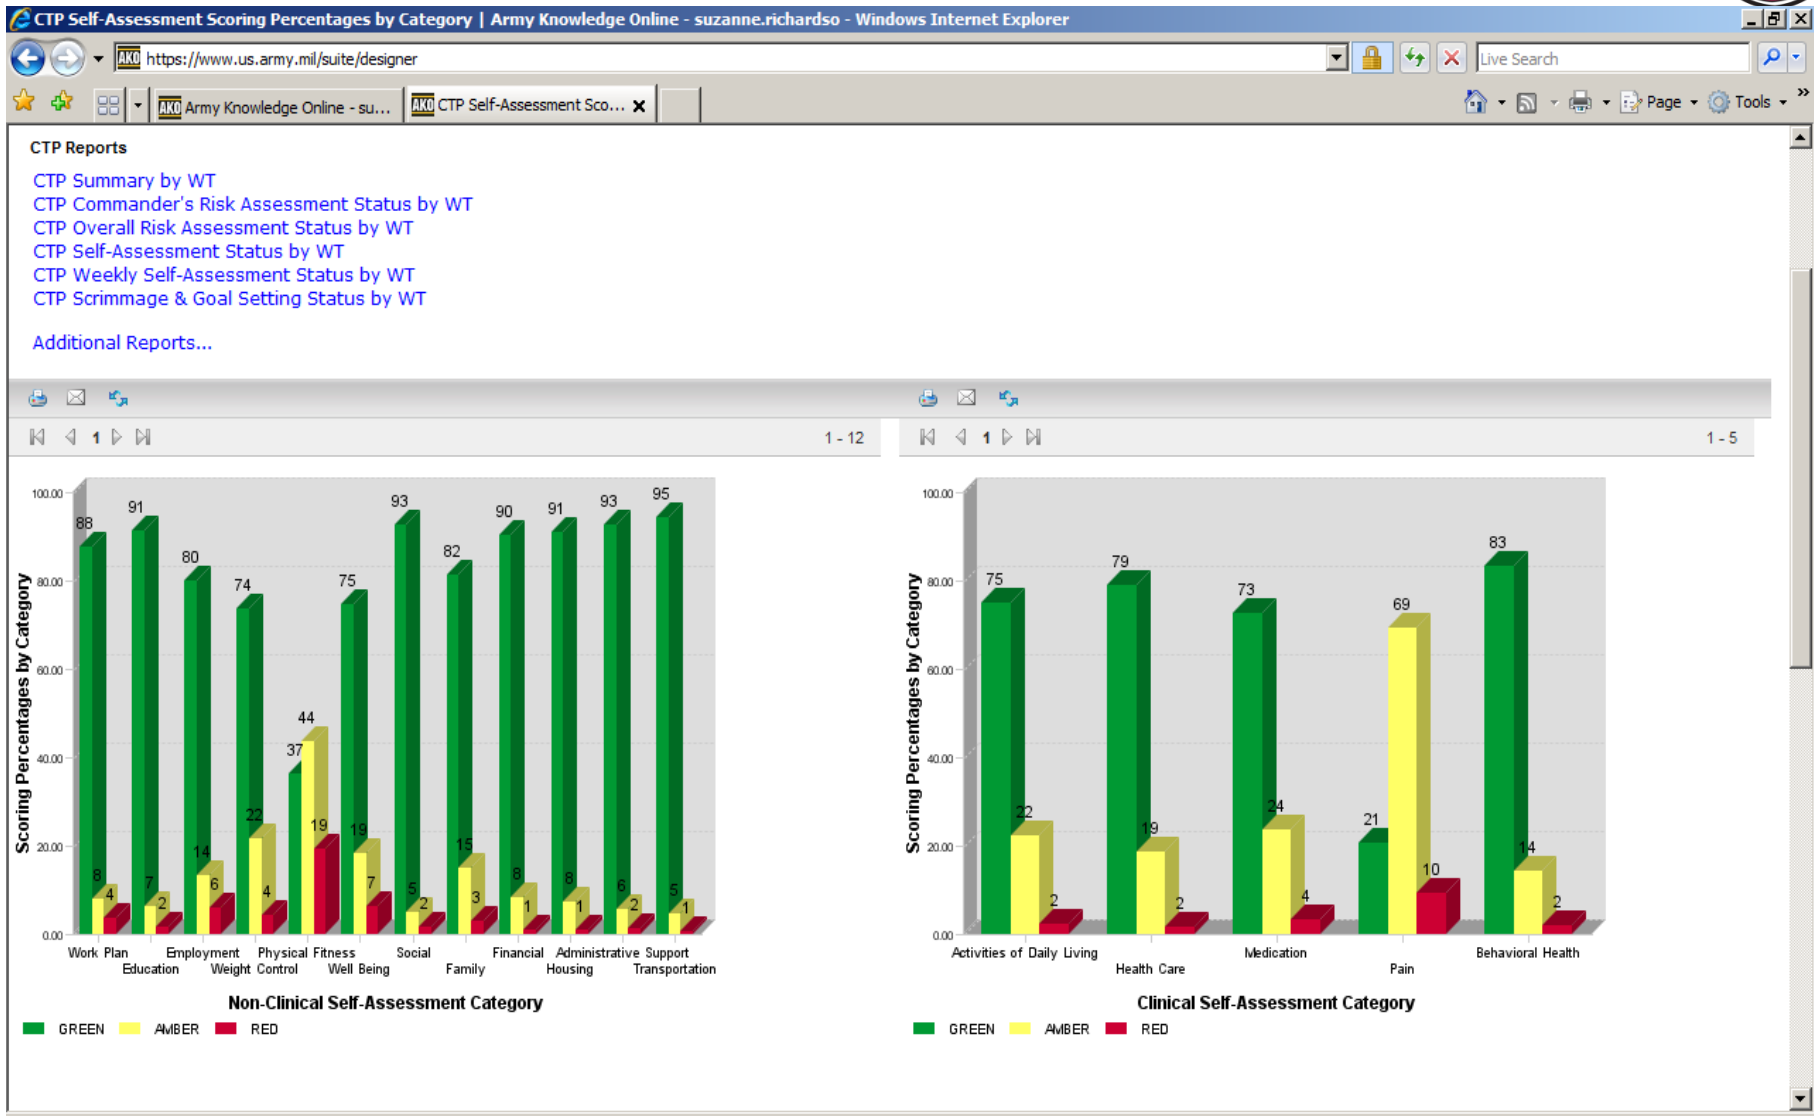 CTP Self-Assessment Scoring Percentages by Category | Army Knowledge Online - suzanne.richardso - Windows Internet Explorer
AKO https://www.us.army.mil/suite/designer
Live Search
AKO Army Knowledge Online - su...
AKO CTP Self-Assessment Sco...
Page
Tools
CTP Reports
CTP Summary by WT
CTP Commander's Risk Assessment Status by WT
CTP Overall Risk Assessment Status by WT
CTP Self-Assessment Status by WT
CTP Weekly Self-Assessment Status by WT
CTP Scrimmage & Goal Setting Status by WT
Additional Reports...
1
1 - 12
Scoring Percentages by Category
100.00
80.00
60.00
40.00
20.00
0.00
88 8 4
91 7 2
80 14 6
74 22 4
37 44 19
75 19 7
93 5 2
82 15 3
90 8 1
91 8 1
93 6 2
95 5 1
Work Plan
Education
Employment
Weight Control
Physical Fitness
Well Being
Social
Family
Financial
Housing
Administrative Support
Transportation
Non-Clinical Self-Assessment Category
GREEN AMBER RED
1
1 - 5
Scoring Percentages by Category
100.00
80.00
60.00
40.00
20.00
0.00
75 22 2
79 19 2
73 24 4
21 69 10
83 14 2
Activities of Daily Living
Health Care
Medication
Pain
Behavioral Health
Clinical Self-Assessment Category
GREEN AMBER RED